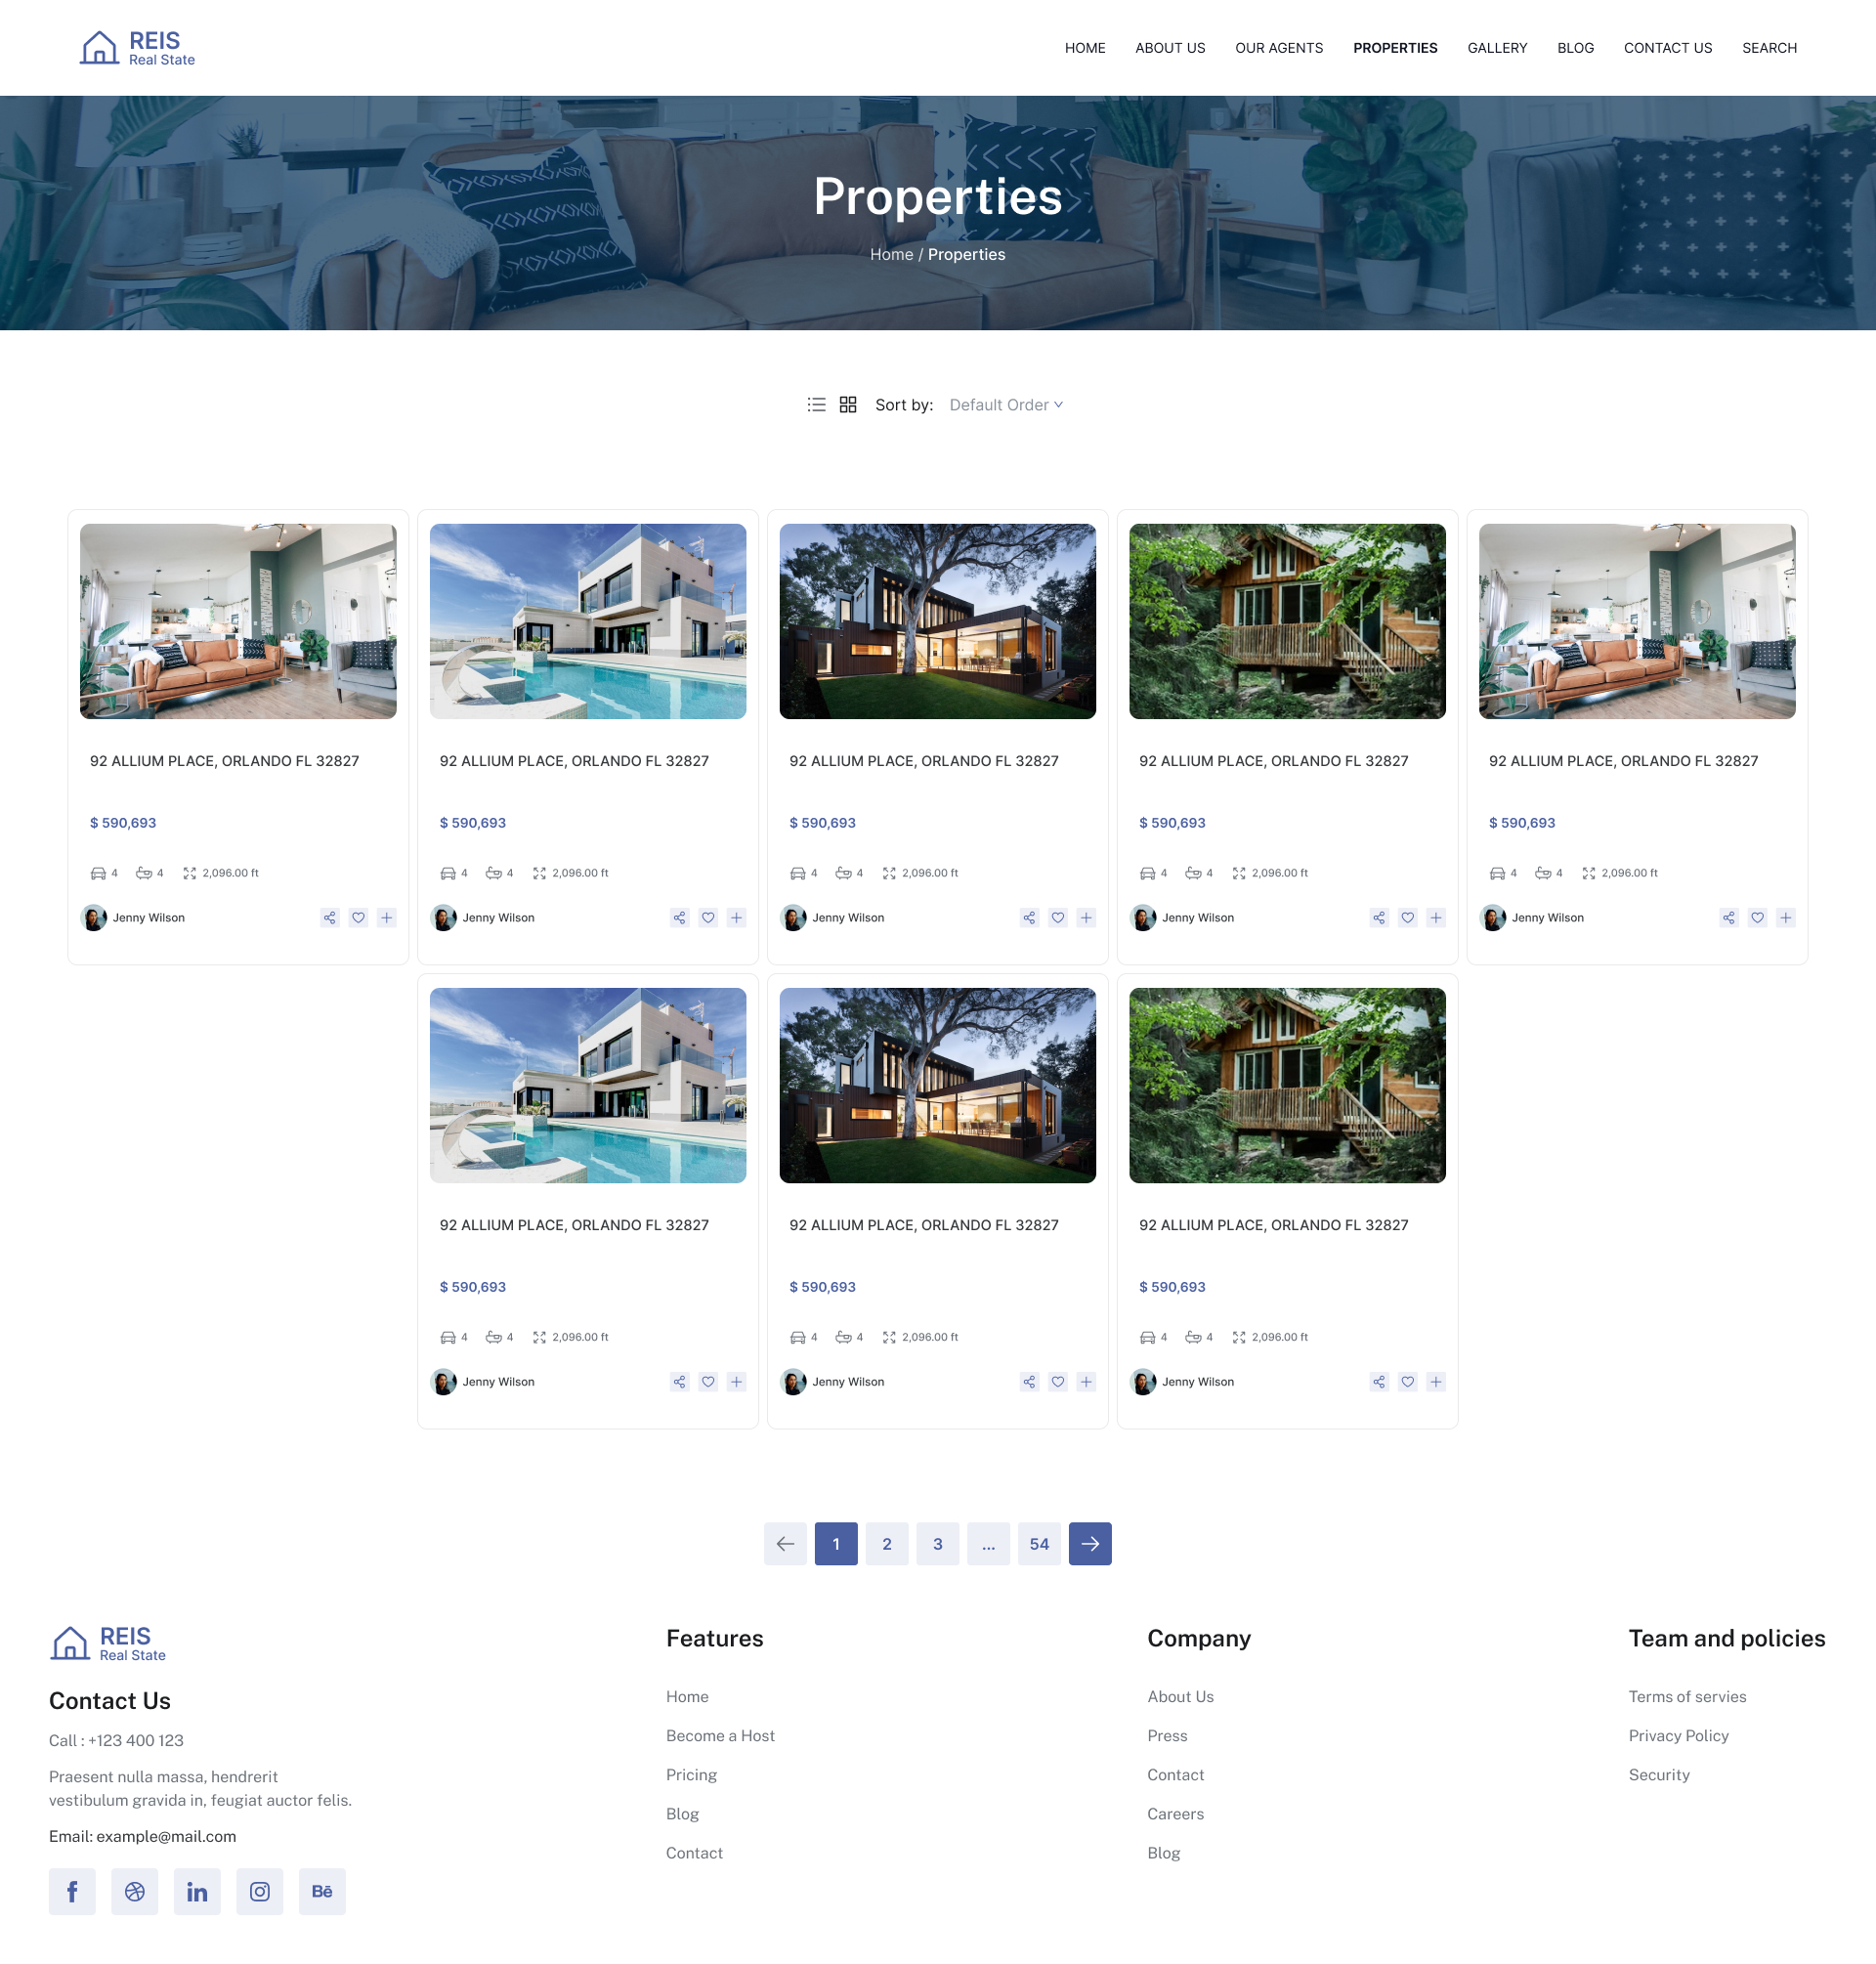 REIS
Real State
HOME ABOUT US OUR AGENTS PROPERTIES GALLERY BLOG CONTACT US SEARCH
Properties
Home / Properties
Sort by: Default Order
92 ALLIUM PLACE, ORLANDO FL 32827
$ 590,693
4 4 2,096.00 ft
Jenny Wilson
92 ALLIUM PLACE, ORLANDO FL 32827
$ 590,693
4 4 2,096.00 ft
Jenny Wilson
92 ALLIUM PLACE, ORLANDO FL 32827
$ 590,693
4 4 2,096.00 ft
Jenny Wilson
92 ALLIUM PLACE, ORLANDO FL 32827
$ 590,693
4 4 2,096.00 ft
Jenny Wilson
92 ALLIUM PLACE, ORLANDO FL 32827
$ 590,693
4 4 2,096.00 ft
Jenny Wilson
92 ALLIUM PLACE, ORLANDO FL 32827
$ 590,693
4 4 2,096.00 ft
Jenny Wilson
92 ALLIUM PLACE, ORLANDO FL 32827
$ 590,693
4 4 2,096.00 ft
Jenny Wilson
92 ALLIUM PLACE, ORLANDO FL 32827
$ 590,693
4 4 2,096.00 ft
Jenny Wilson
1 2 3 ... 54
REIS
Real State
Contact Us
Call : +123 400 123
Praesent nulla massa, hendrerit
vestibulum gravida in, feugiat auctor felis.
Email: example@mail.com
f in Bē
Features
Home
Become a Host
Pricing
Blog
Contact
Company
About Us
Press
Contact
Careers
Blog
Team and policies
Terms of servies
Privacy Policy
Security